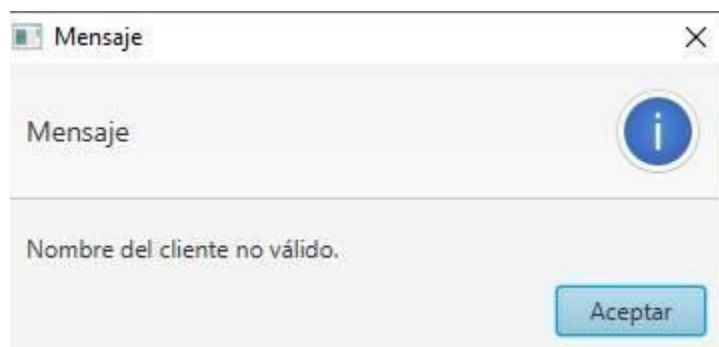 Mensaje
Mensaje
i
Nombre del cliente no válido.
Aceptar